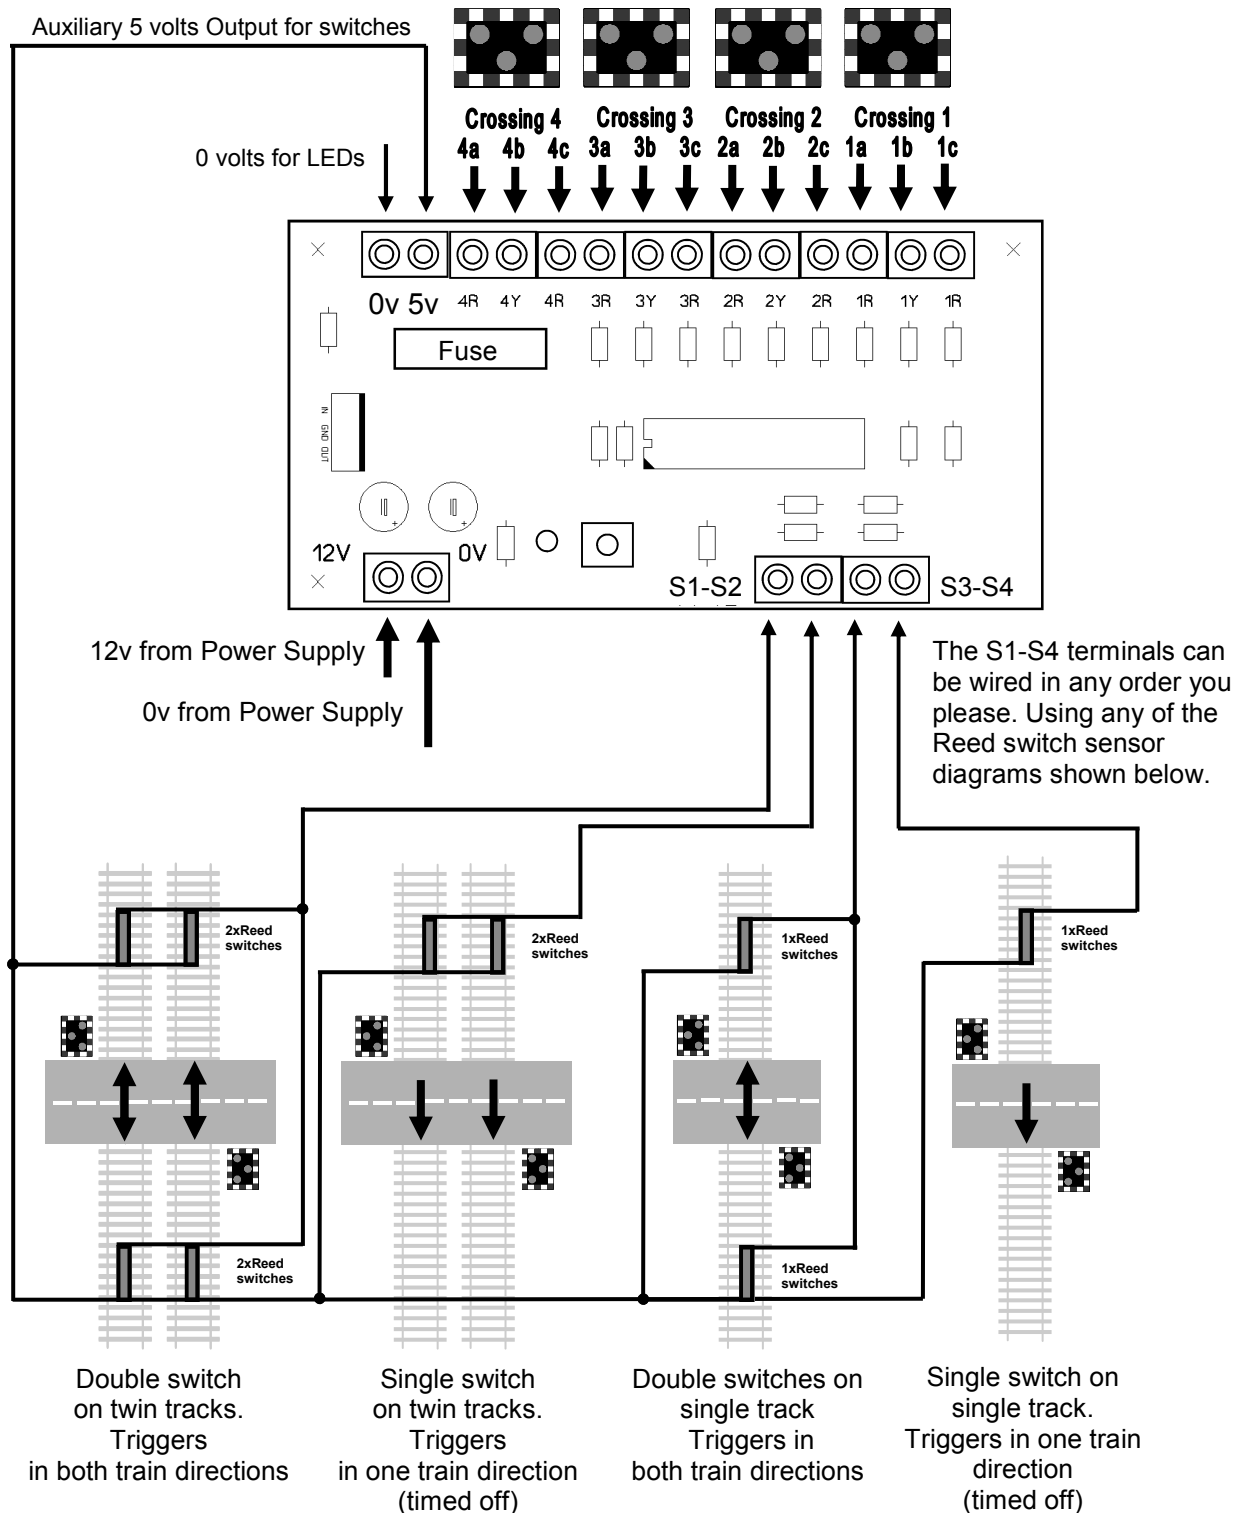 Auxiliary 5 volts Output for switches
Crossing 4 Crossing 3 Crossing 2 Crossing 1
4a 4b 4c 3a 3b 3c 2a 2b 2c 1a 1b 1c
0 volts for LEDs
0v 5v 4R 4Y 4R 3R 3Y 3R 2R 2Y 2R 1R 1Y 1R
Fuse
IN GND OUT
+ +
12V 0V
S1-S2 S3-S4
12v from Power Supply
0v from Power Supply
The S1-S4 terminals can
be wired in any order you
please. Using any of the
Reed switch sensor
diagrams shown below.
2xReed
switches
2xReed
switches
1xReed
switches
1xReed
switches
2xReed
switches
1xReed
switches
Double switch
on twin tracks.
Triggers
in both train directions
Single switch
on twin tracks.
Triggers
in one train direction
(timed off)
Double switches on
single track
Triggers in
both train directions
Single switch on
single track.
Triggers in one train
direction
(timed off)